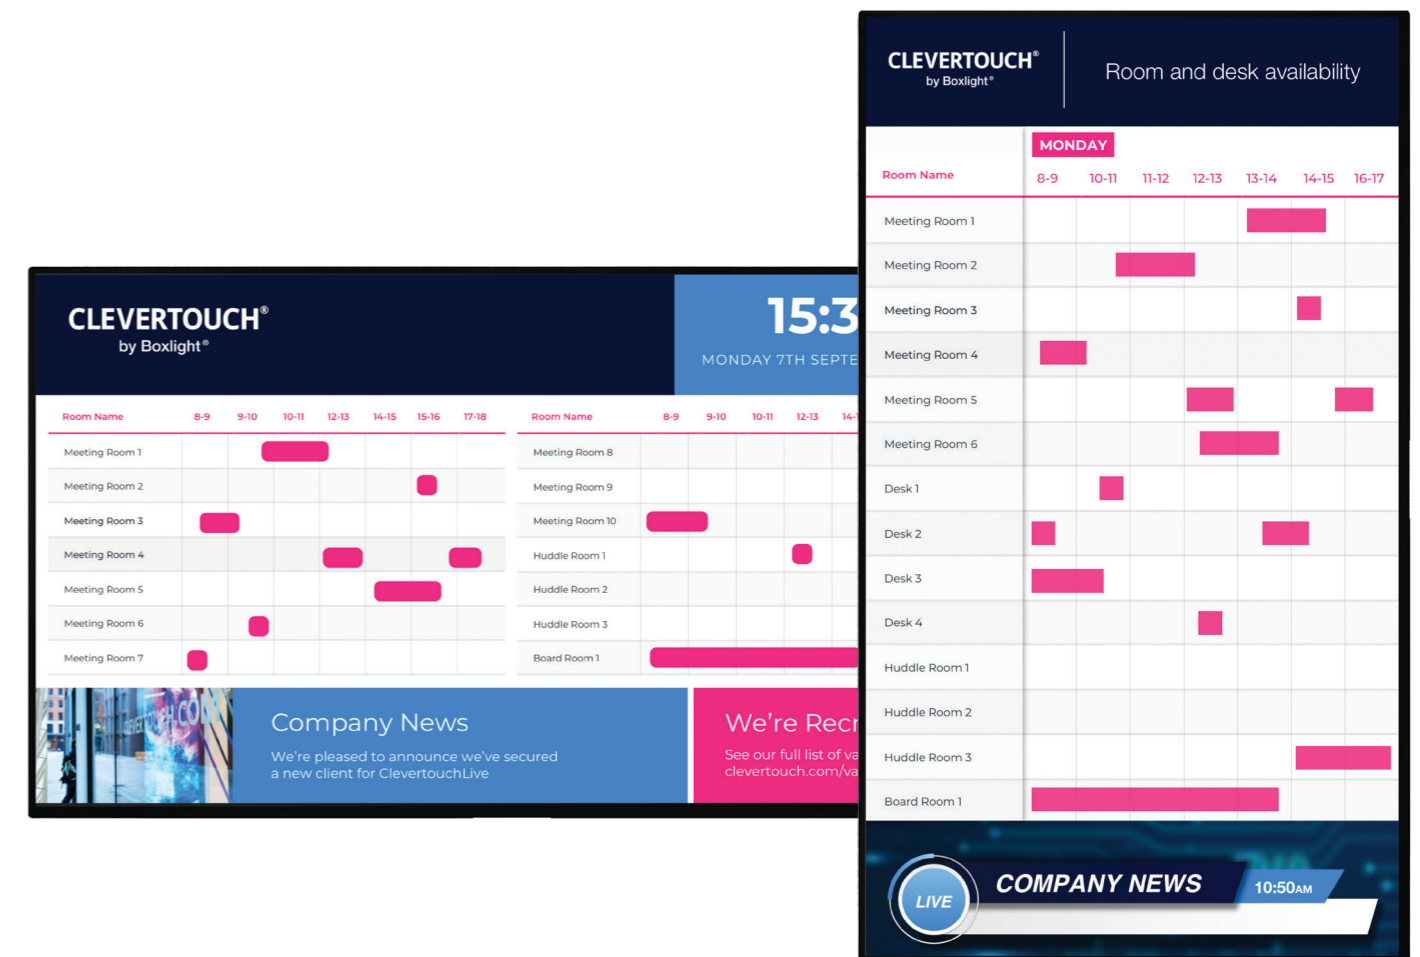 CLEVERTOUCH®
by Boxlight®
15:3
MONDAY 7TH SEPTE
Room Name 8-9 9-10 10-11 12-13 14-15 15-16 17-18
Meeting Room 1
Meeting Room 2
Meeting Room 3
Meeting Room 4
Meeting Room 5
Meeting Room 6
Meeting Room 7
Room Name 8-9 9-10 10-11 12-13 14-1
Meeting Room 8
Meeting Room 9
Meeting Room 10
Huddle Room 1
Huddle Room 2
Huddle Room 3
Board Room 1
Company News
We're pleased to announce we've secured
a new client for ClevertouchLive
We're Recr
See our full list of va
clevertouch.com/va
CLEVERTOUCH®
by Boxlight®
Room and desk availability
MONDAY
Room Name 8-9 10-11 11-12 12-13 13-14 14-15 16-17
Meeting Room 1
Meeting Room 2
Meeting Room 3
Meeting Room 4
Meeting Room 5
Meeting Room 6
Desk 1
Desk 2
Desk 3
Desk 4
Huddle Room 1
Huddle Room 2
Huddle Room 3
Board Room 1
LIVE
COMPANY NEWS
10:50AM